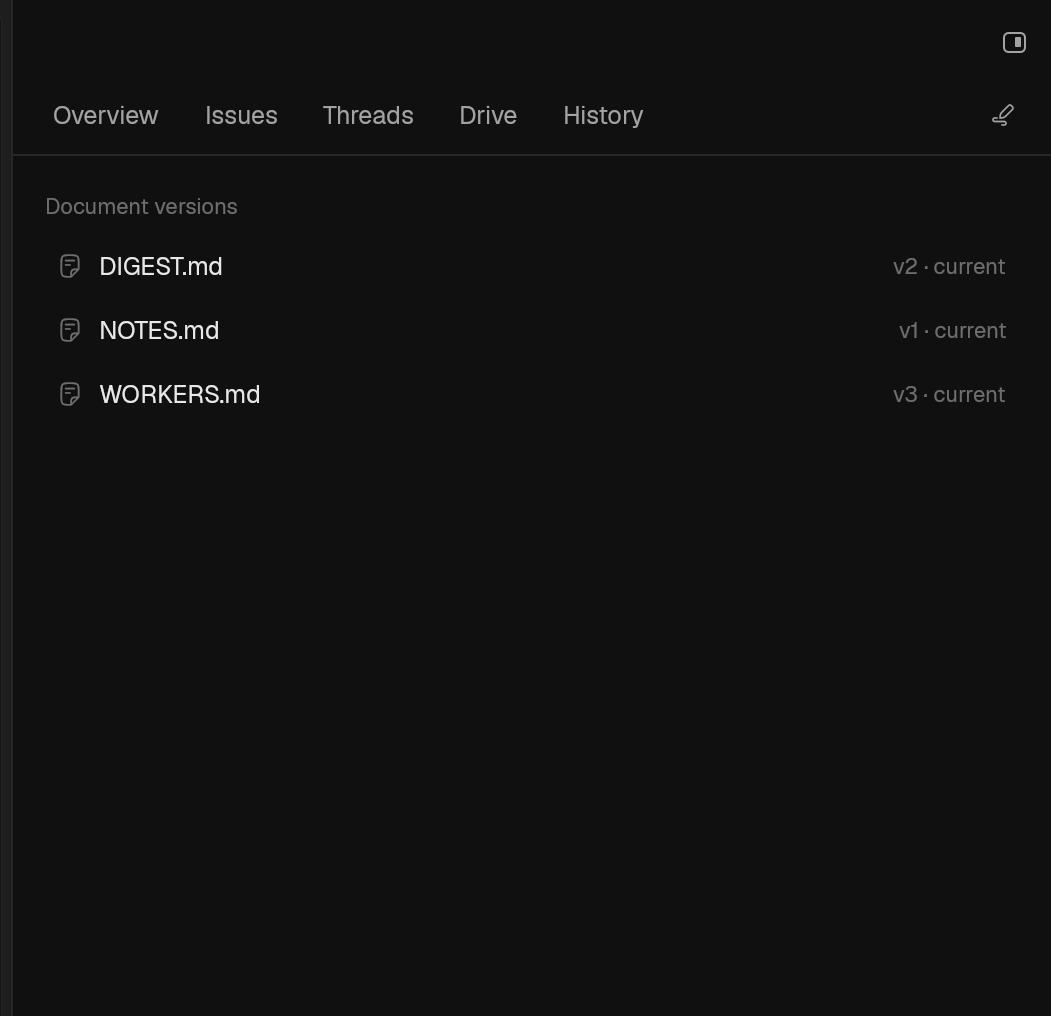 Overview Issues Threads Drive History
Document versions
DIGEST.md v2 · current
NOTES.md v1 · current
WORKERS.md v3 · current